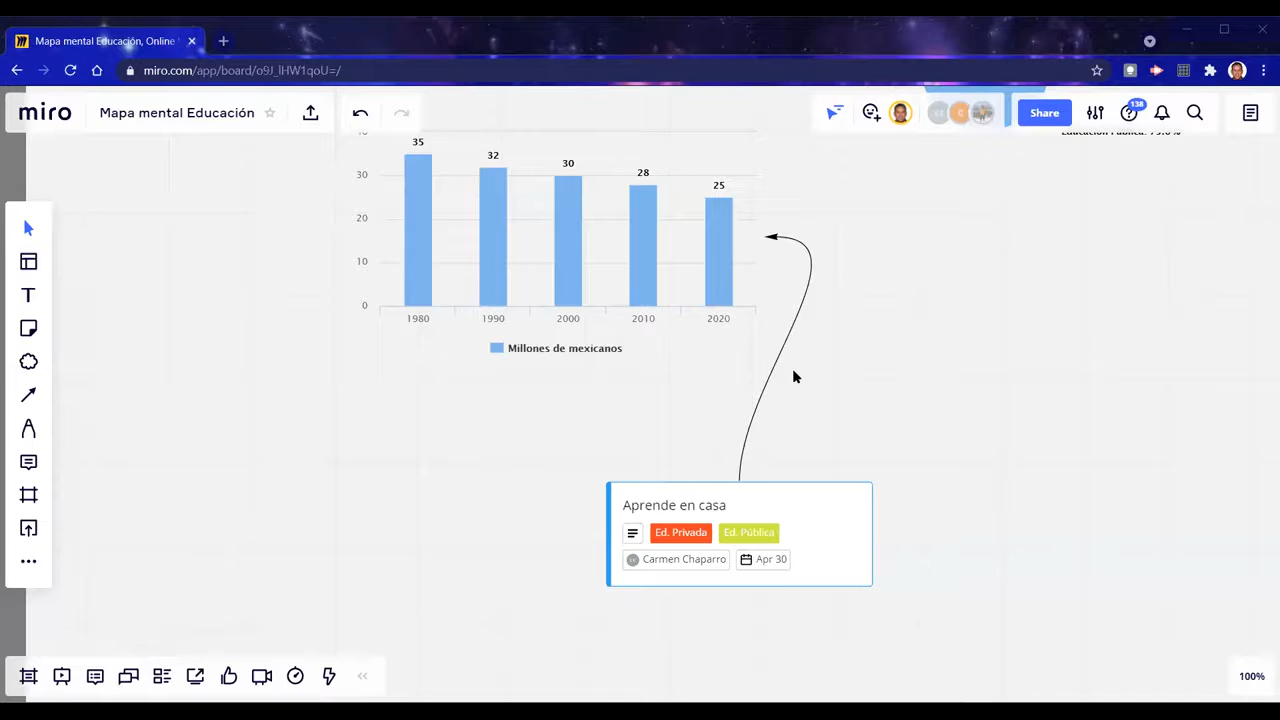 Mapa mental Educación, Online
miro.com/app/board/o9J_lHW1qoU=/
miro
Mapa mental Educación
Share
138
35
32
30
28
25
30
20
10
0
1980
1990
2000
2010
2020
Millones de mexicanos
Aprende en casa
Ed. Privada
Ed. Pública
Carmen Chaparro
Apr 30
100%